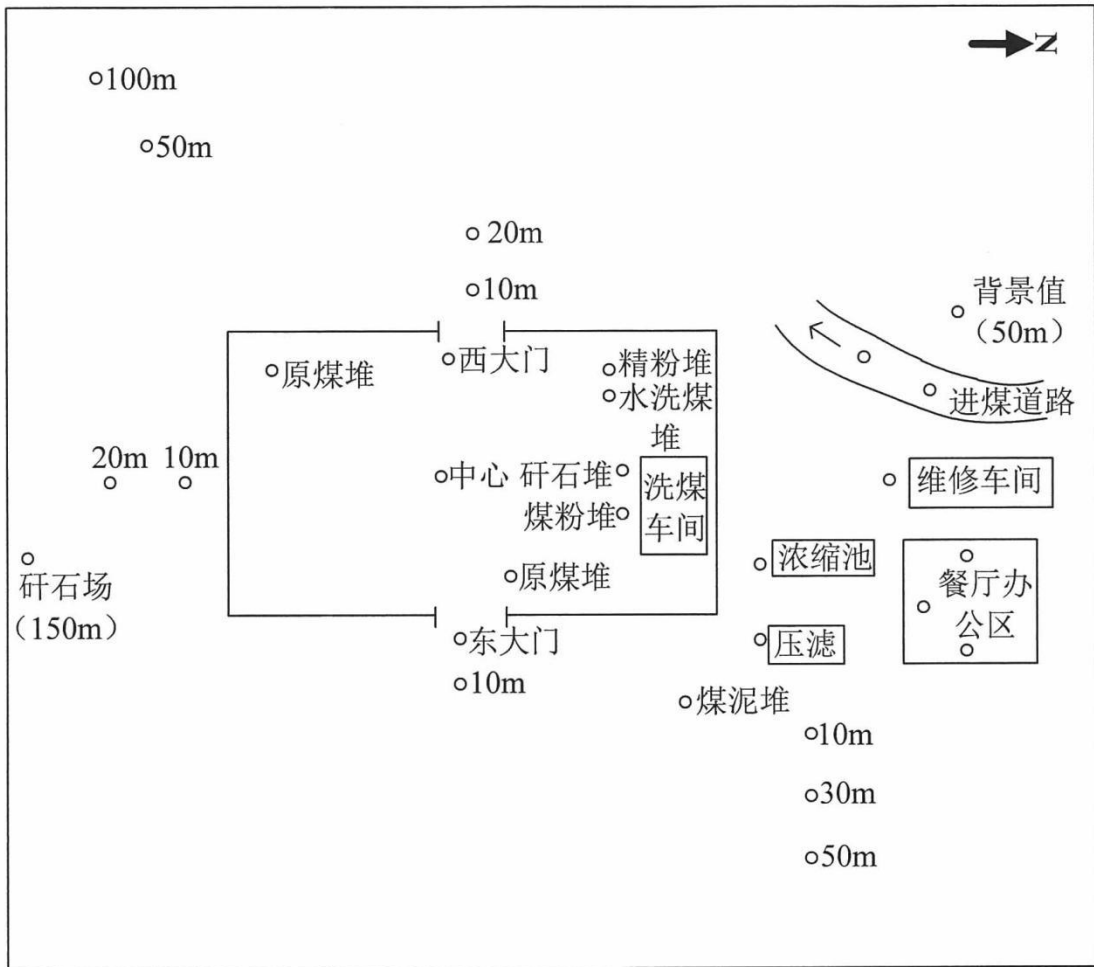 N
100m
50m
20m
10m
背景值
（50m）
原煤堆
西大门
精粉堆
水洗煤
堆
进煤道路
20m
10m
中心
矸石堆
煤粉堆
洗煤
车间
维修车间
矸石场
（150m）
原煤堆
浓缩池
餐厅办
公区
东大门
10m
压滤
煤泥堆
10m
30m
50m